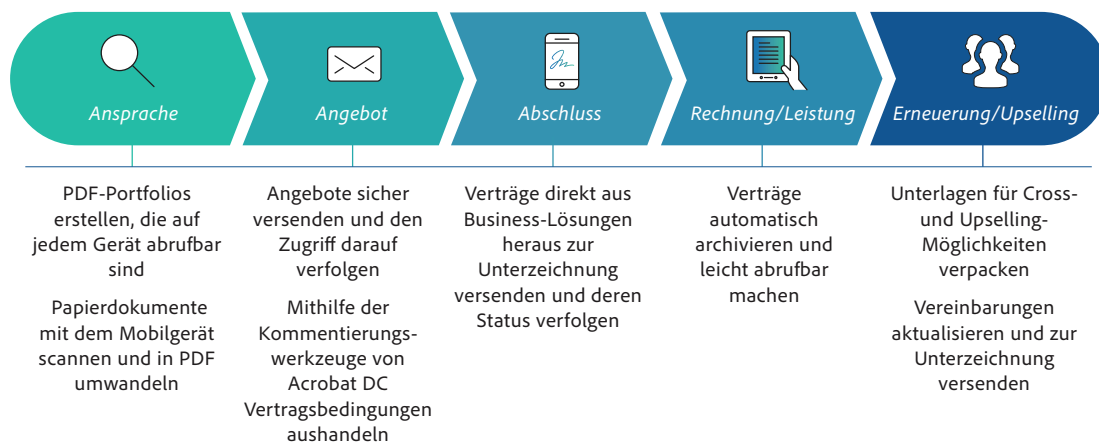 Ansprache
Angebot
Abschluss
Rechnung/Leistung
Erneuerung/Upselling
PDF-Portfolios
erstellen, die auf
jedem Gerät abrufbar
sind
Papierdokumente
mit dem Mobilgerät
scannen und in PDF
umwandeln
Angebote sicher
versenden und den
Zugriff darauf
verfolgen
Mithilfe der
Kommentierungs-
werkzeuge von
Acrobat DC
Vertragsbedingungen
aushandeln
Verträge direkt aus
Business-Lösungen
heraus zur
Unterzeichnung
versenden und deren
Status verfolgen
Verträge
automatisch
archivieren und
leicht abrufbar
machen
Unterlagen für Cross-
und Upselling-
Möglichkeiten
verpacken
Vereinbarungen
aktualisieren und zur
Unterzeichnung
versenden